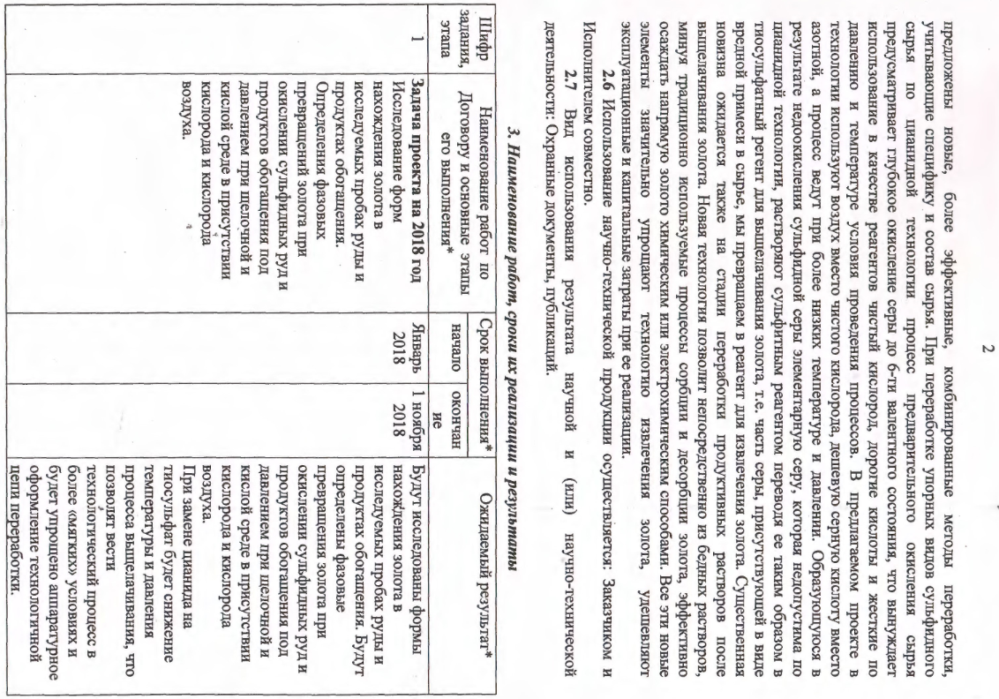 2
предложены новые, более эффективные, комбинированные методы переработки,
учитывающие специфику и состав сырья. При переработке упорных видов сульфидного
сырья по цианидной технологии процесс предварительного окисления сырья
предусматривает глубокое окисление серы до 6-ти валентного состояния, что вынуждает
использование в качестве реагентов чистый кислород, дорогие кислоты и жесткие по
давлению и температуре условия проведения процессов. В предлагаемом проекте в
технологии используют воздух вместо чистого кислорода, дешевую серную кислоту вместо
азотной, а процесс ведут при более низких температуре и давлении. Образующуюся в
результате недоокисления сульфидной серы элементарную серу, которая недопустима по
цианидной технологии, растворяют сульфитным реагентом переводя ее таким образом в
тиосульфатный регент для выщелачивания золота, т.е. часть серы, присутствующей в виде
вредной примеси в сырье, мы превращаем в реагент для извлечения золота. Существенная
новизна ожидается также на стадии переработки продуктивных растворов после
выщелачивания золота. Новая технология позволит непосредственно из бедных растворов,
минуя традиционно используемые процессы сорбции и десорбции золота, эффективно
осаждать напрямую золото химическим или электрохимическим способами. Все эти новые
элементы значительно упрощают технологию извлечения золота, удешевляют
эксплуатационные и капитальные затраты при ее реализации.
2.6 Использование научно-технической продукции осуществляется: Заказчиком и
Исполнителем совместно.
2.7 Вид использования результата научной и (или) научно-технической
деятельности: Охранные документы, публикаций.
3. Наименование работ, сроки их реализации и результаты
Шифр
задания,
этапа
Наименование работ по
Договору и основные этапы
его выполнения*
Срок выполнения*
начало
окончан
ие
Ожидаемый результат*
1
Задача проекта на 2018 год
Исследование форм
нахождения золота в
исследуемых пробах руды и
продуктах обогащения.
Определения фазовых
превращений золота при
окислении сульфидных руд и
продуктов обогащения под
давлением при щелочной и
кислой среде в присутствии
кислорода и кислорода
воздуха.
Январь
2018
1 ноября
2018
Будут исследованы формы
нахождения золота в
исследуемых пробах руды и
продуктах обогащения. Будут
определены фазовые
превращения золота при
окислении сульфидных руд и
продуктов обогащения под
давлением при щелочной и
кислой среде в присутствии
кислорода и кислорода
воздуха.
При замене цианида на
тиосульфат будет снижение
температуры и давления
процесса выщелачивания, что
позволят вести
технологический процесс в
более «мягких» условиях и
будет упрощено аппаратурное
оформление технологичной
цепи переработки.